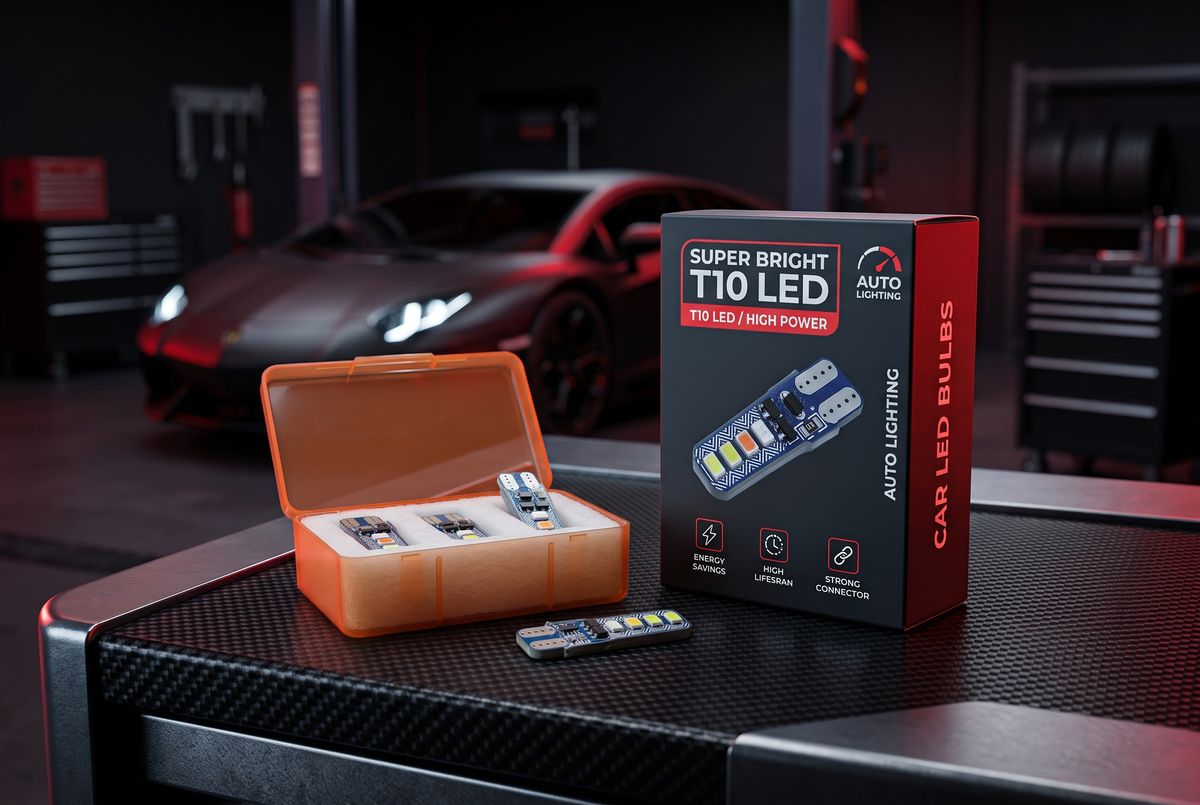 SUPER BRIGHT
T10 LED
T10 LED / HIGH POWER
AUTO
LIGHTING
AUTO LIGHTING
ENERGY
SAVINGS
HIGH
LIFESRAN
STRONG
CONNECTOR
CAR LED BULBS